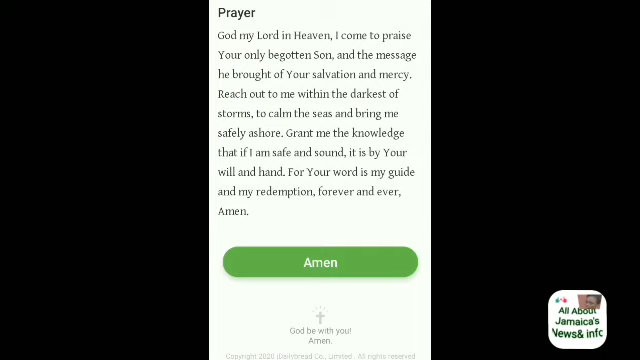 Prayer
God my Lord in Heaven, I come to praise
Your only begotten Son, and the message
he brought of Your salvation and mercy.
Reach out to me within the darkest of
storms, to calm the seas and bring me
safely ashore. Grant me the knowledge
that if I am safe and sound, it is by Your
will and hand. For Your word is my guide
and my redemption, forever and ever,
Amen.
Amen
God be with you!
Amen.
Copyright 2020 iDailybread Co., Limited. All rights reserved
All About
Jamaica's
News& info